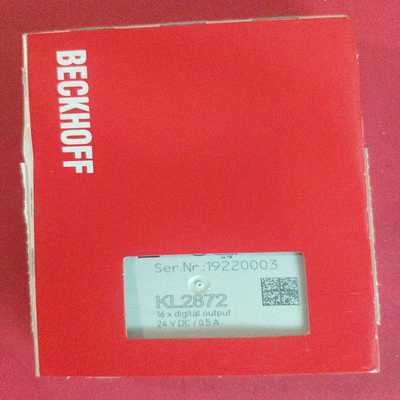 BECKHOFF
Ser.Nr.:19220003
KL2872
16 x digital output
24 V DC / 0.5 A